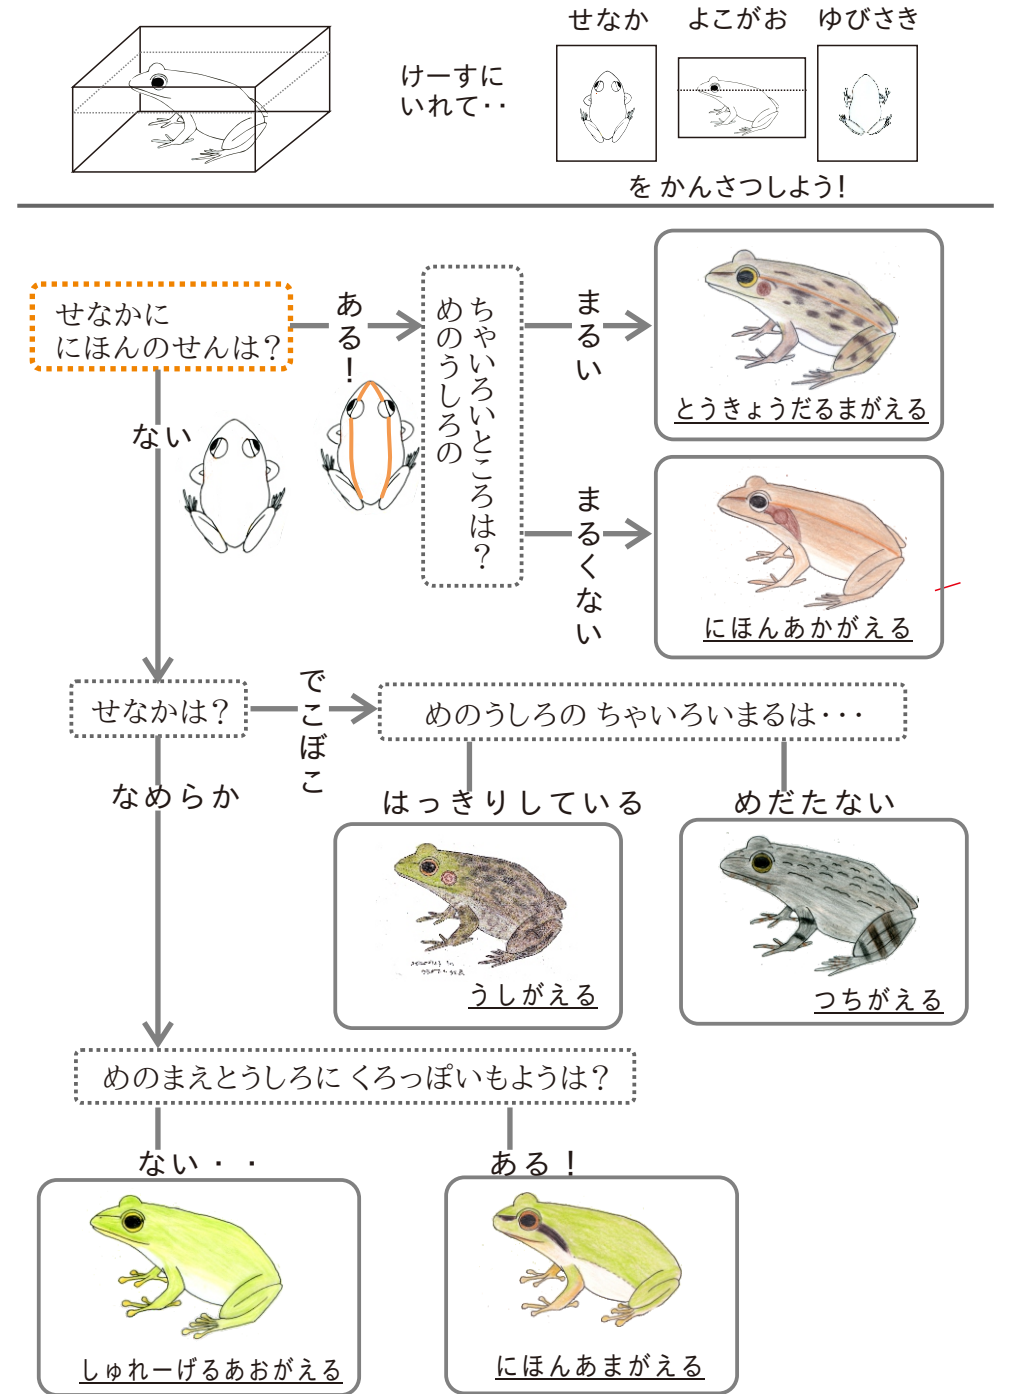 けーすに
いれて・・
せなか
よこがお
ゆびさき
を かんさつしよう!
せなかに
にほんのせんは？
ある！
ちゃいろいところは？
めのうしろの
まるい
とうきょうだるまがえる
まるくない
にほんあかがえる
ない
せなかは？
でこぼこ
めのうしろの ちゃいろいまるは・・・
はっきりしている
うしがえる
めだたない
つちがえる
なめらか
めのまえとうしろに くろっぽいもようは？
ない・・
しゅれーげるあおがえる
ある！
にほんあまがえる